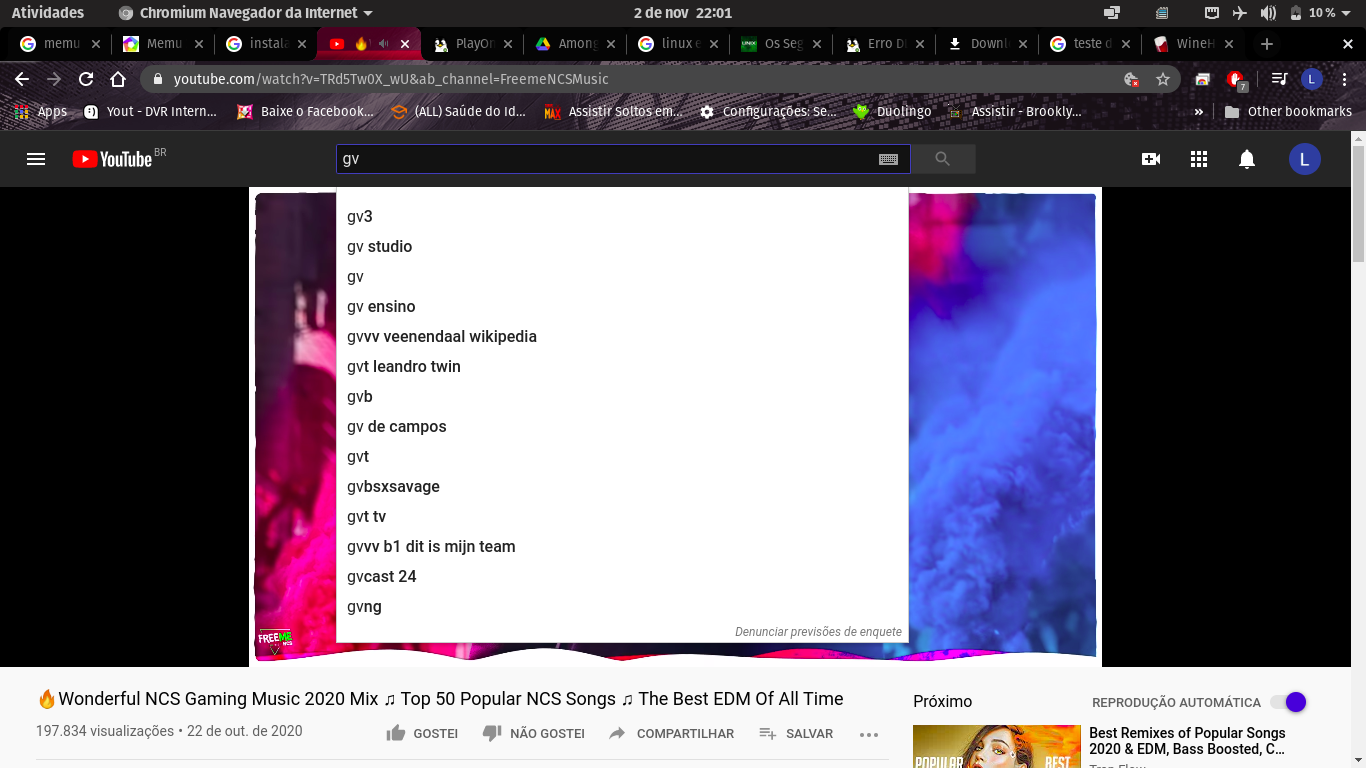 Atividades Chromium Navegador da Internet 2 de nov 22:01 10 %
memu Memu instala PlayOn Among linux e Os Seg Erro Di Downl teste d WineH
youtube.com/watch?v=TRd5Tw0X_wU&ab_channel=FreemeNCSMusic L 7
Apps Yout - DVR Intern... Baixe o Facebook... (ALL) Saúde do Id... Assistir Soltos em... Configurações: Se... Duolingo Assistir - Brookly... » Other bookmarks
YouTube BR gv L
gv3
gv studio
gv
gv ensino
gvvv veenendaal wikipedia
gvt leandro twin
gvb
gv de campos
gvt
gvbsxsavage
gvt tv
gvvv b1 dit is mijn team
gvcast 24
gvng
Denunciar previsões de enquete
FREEME
NCS
🔥Wonderful NCS Gaming Music 2020 Mix ♫ Top 50 Popular NCS Songs ♫ The Best EDM Of All Time
197.834 visualizações • 22 de out. de 2020 GOSTEI NÃO GOSTEI COMPARTILHAR SALVAR
Próximo REPRODUÇÃO AUTOMÁTICA
POPULAR BEST
Best Remixes of Popular Songs
2020 & EDM, Bass Boosted, C...